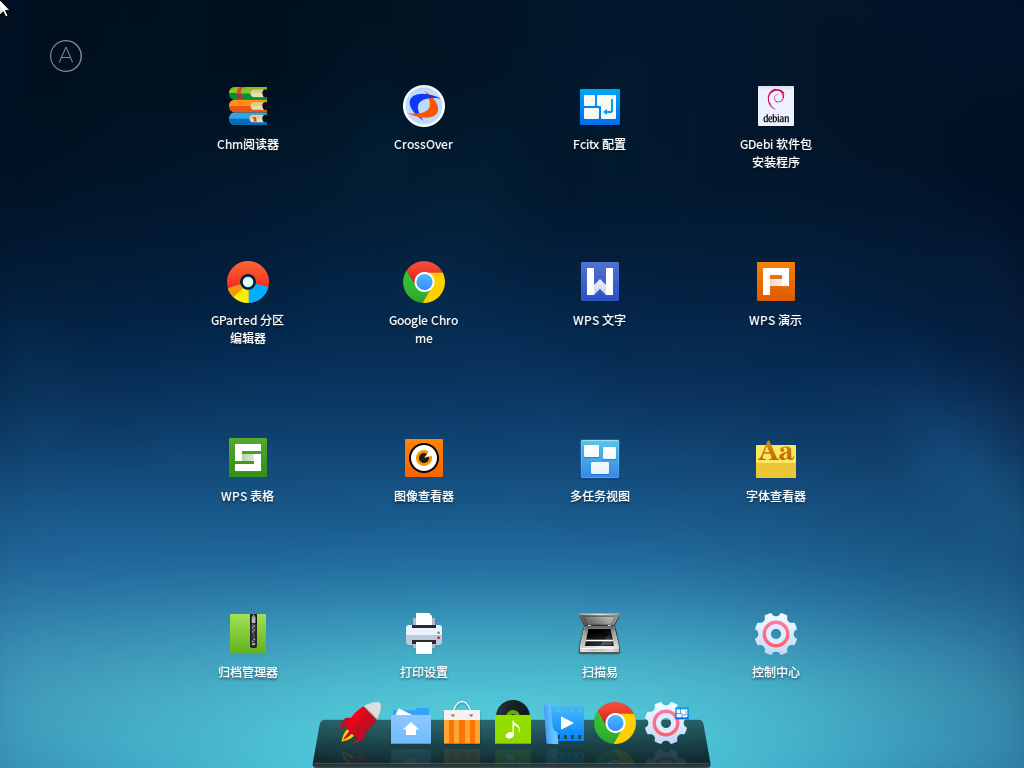 A
Chm阅读器
CrossOver
Fcitx 配置
debian
GDebi 软件包
安装程序
GParted 分区
编辑器
Google Chro
me
W
WPS 文字
P
WPS 演示
S
WPS 表格
图像查看器
多任务视图
Aa
字体查看器
归档管理器
打印设置
扫描易
控制中心